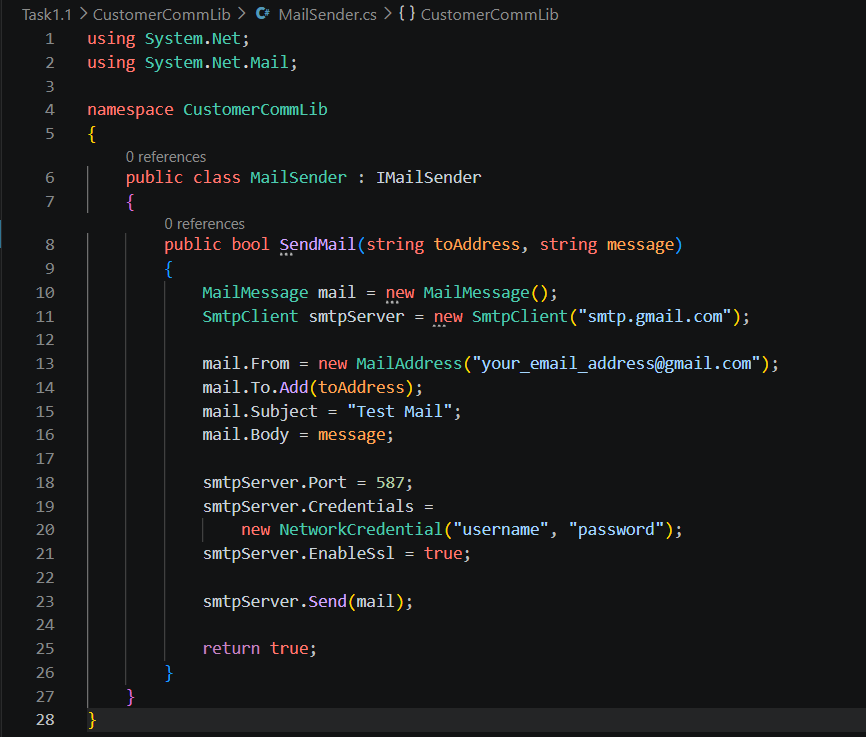 Task1.1 > CustomerCommLib > C# MailSender.cs > {} CustomerCommLib
1 using System.Net;
2 using System.Net.Mail;
3
4 namespace CustomerCommLib
5 {
0 references
6 public class MailSender : IMailSender
7 {
0 references
8 public bool SendMail(string toAddress, string message)
9 {
10 MailMessage mail = new MailMessage();
11 SmtpClient smtpServer = new SmtpClient("smtp.gmail.com");
12
13 mail.From = new MailAddress("your_email_address@gmail.com");
14 mail.To.Add(toAddress);
15 mail.Subject = "Test Mail";
16 mail.Body = message;
17
18 smtpServer.Port = 587;
19 smtpServer.Credentials =
20 new NetworkCredential("username", "password");
21 smtpServer.EnableSsl = true;
22
23 smtpServer.Send(mail);
24
25 return true;
26 }
27 }
28 }